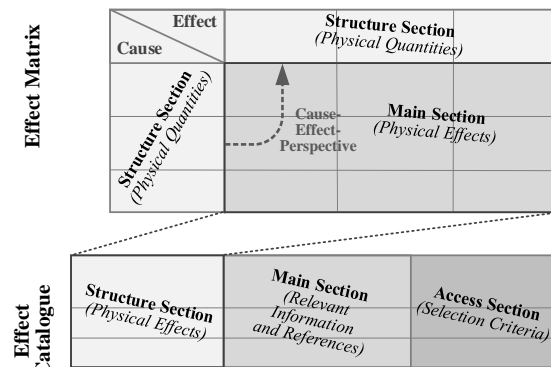 Effect
Cause
Structure Section
(Physical Quantities)
Effect Matrix
Structure Section
(Physical Quantities)
Cause-
Effect-
Perspective
Main Section
(Physical Effects)
Effect
Catalogue
Structure Section
(Physical Effects)
Main Section
(Relevant
Information
and References)
Access Section
(Selection Criteria)